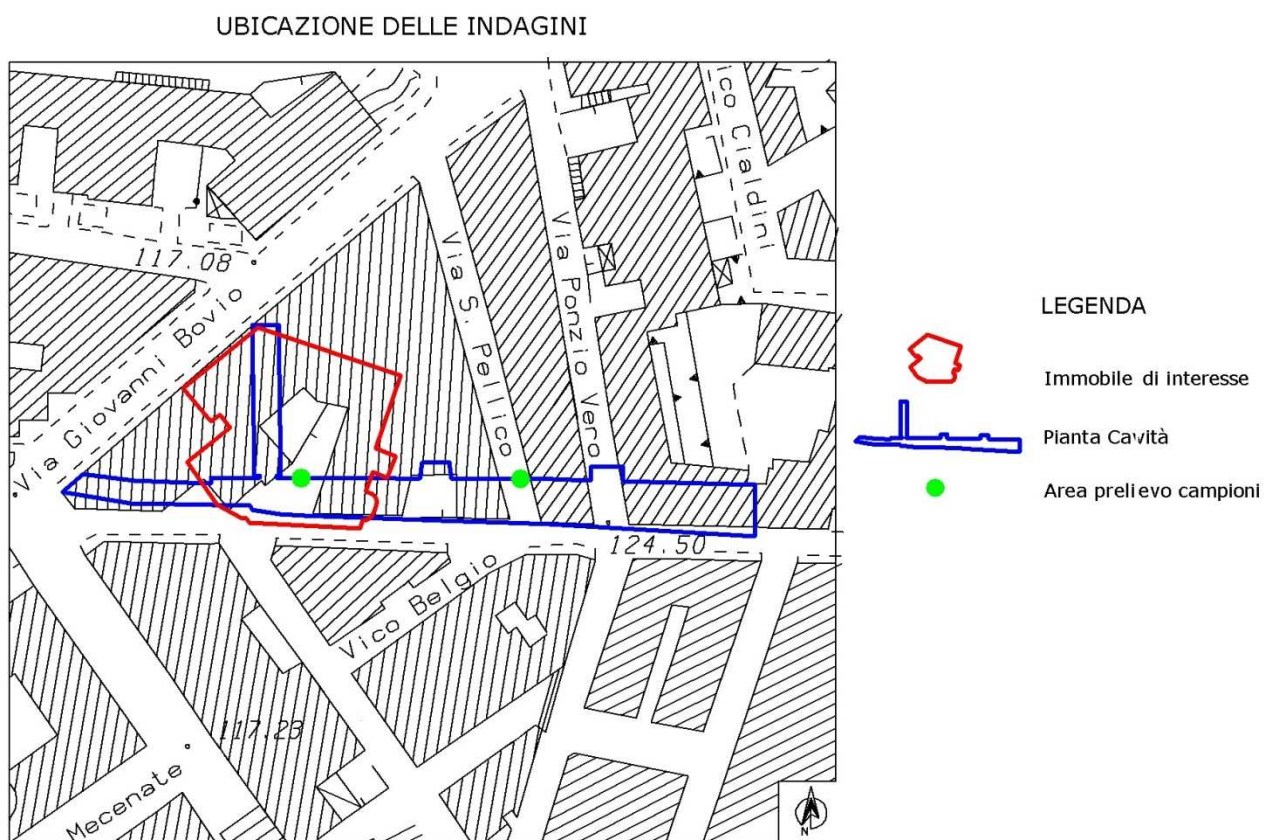 UBICAZIONE DELLE INDAGINI
ico Cialdini
117.08
Via Giovanni Bovio
Via S. Pellico
Via Ponzio Vero
124.50
Vico Belgio
117.23
Mecenate
N
LEGENDA
Immobile di interesse
Pianta Cavità
Area prelievo campioni